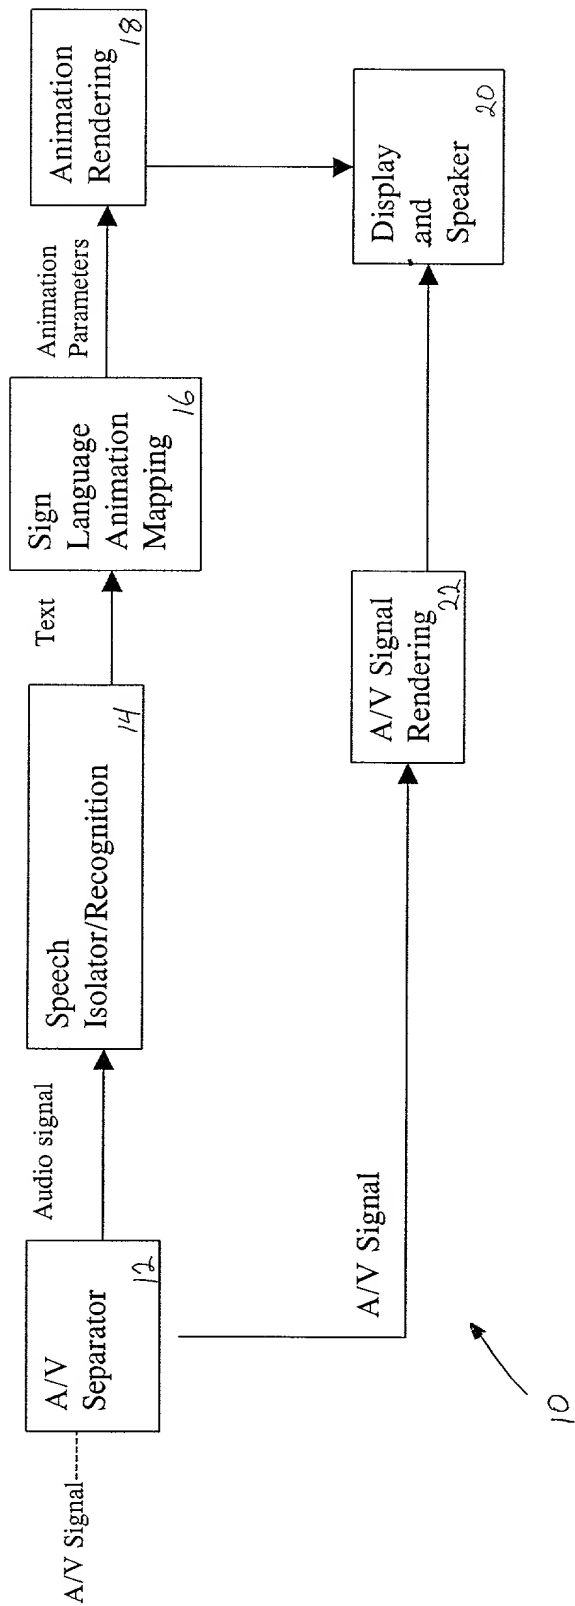 A/V Signal
A/V
Separator
12
Audio signal
Speech
Isolator/Recognition
14
Text
Sign
Language
Animation
Mapping
16
Animation
Parameters
Animation
Rendering
18
A/V Signal
A/V Signal
Rendering
22
Display
and
Speaker
20
10